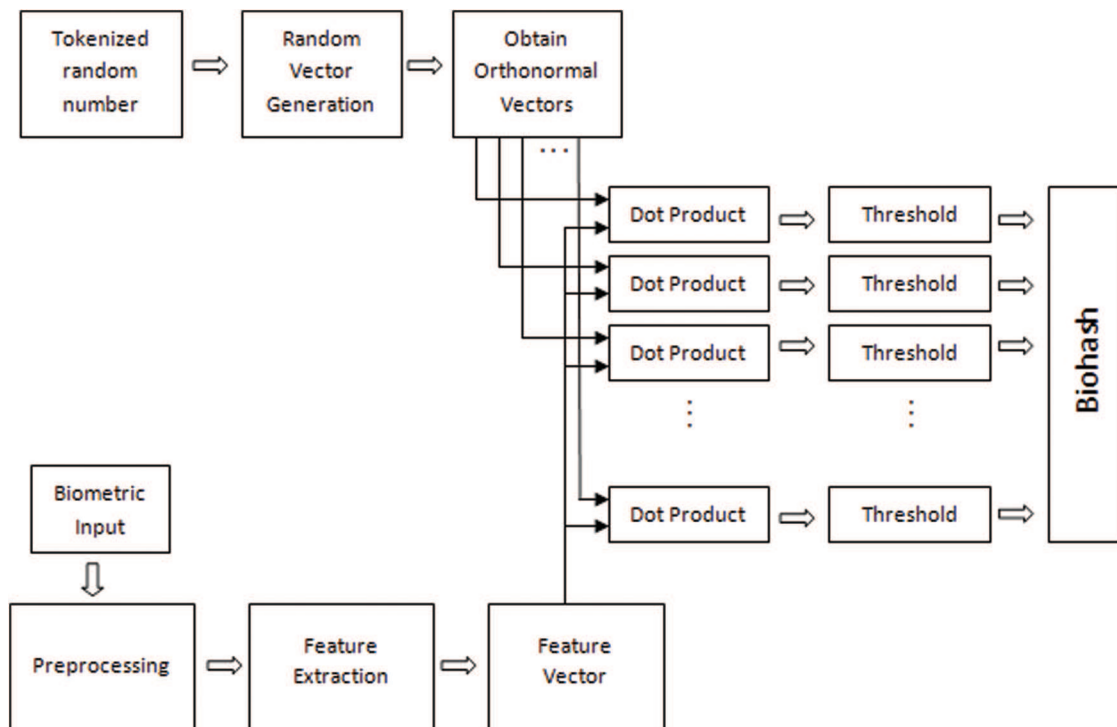 Tokenized
random
number
Random
Vector
Generation
Obtain
Orthonormal
Vectors
...
Dot Product
Threshold
Dot Product
Threshold
Dot Product
Threshold
⋮
⋮
Dot Product
Threshold
Biohash
Biometric
Input
Preprocessing
Feature
Extraction
Feature
Vector